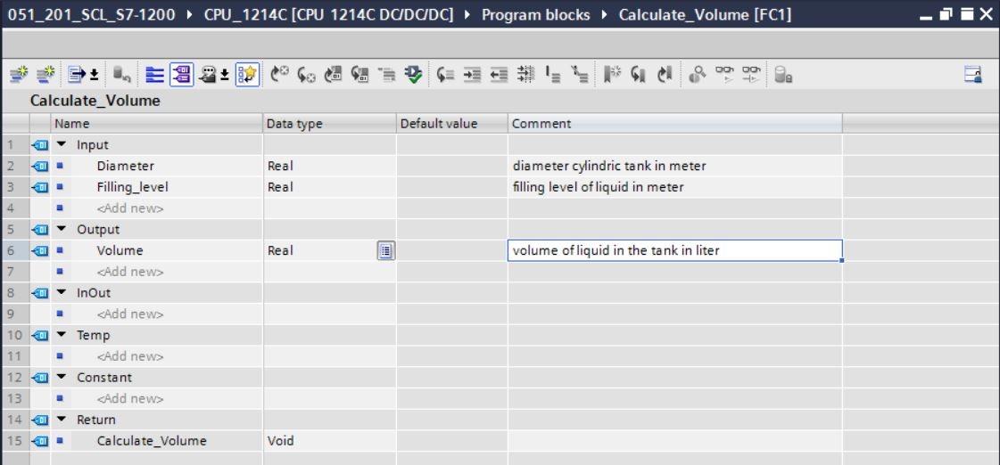 051_201_SCL_S7-1200 ▸ CPU_1214C [CPU 1214C DC/DC/DC] ▸ Program blocks ▸ Calculate_Volume [FC1]
Calculate_Volume
Name Data type Default value Comment
1 Input
2 Diameter Real diameter cylindric tank in meter
3 Filling_level Real filling level of liquid in meter
4 <Add new>
5 Output
6 Volume Real volume of liquid in the tank in liter
7 <Add new>
8 InOut
9 <Add new>
10 Temp
11 <Add new>
12 Constant
13 <Add new>
14 Return
15 Calculate_Volume Void